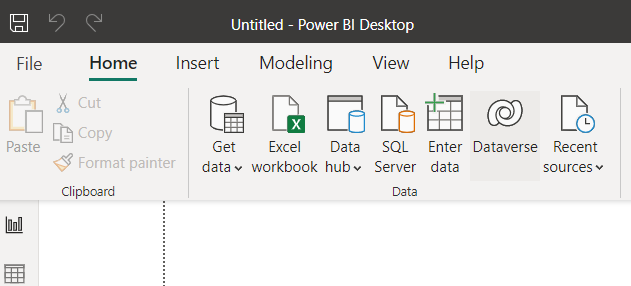 Untitled - Power BI Desktop
File Home Insert Modeling View Help
Paste
Cut
Copy
Format painter
Clipboard
Get data
Excel workbook
Data hub
SQL Server
Enter data
Dataverse
Recent sources
Data